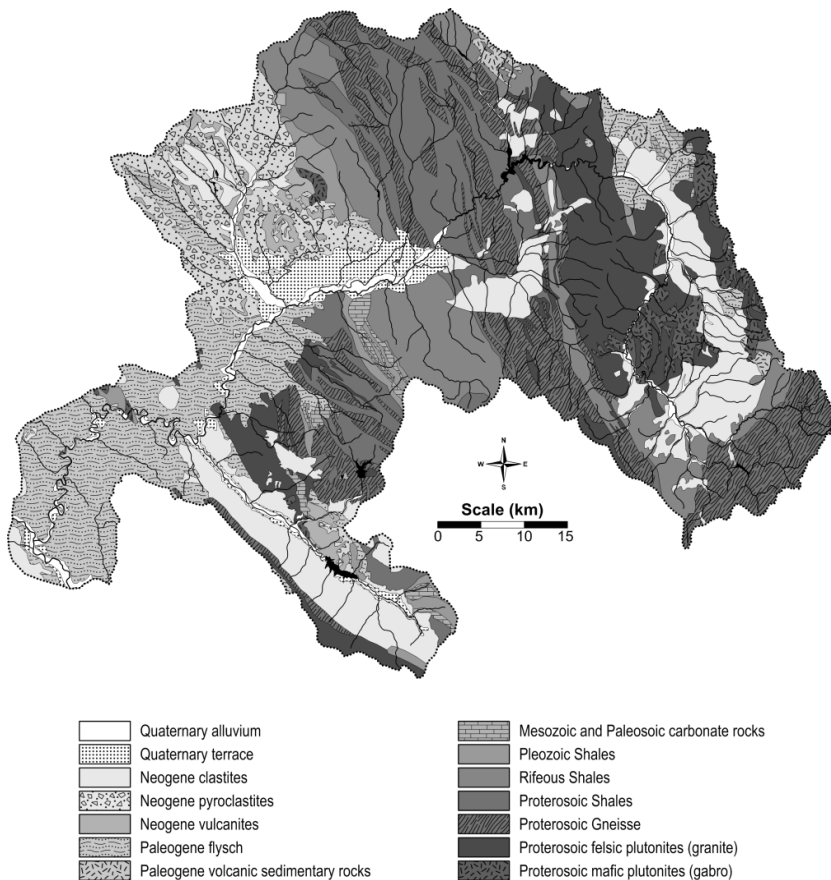 N
W E
S
Scale (km)
0 5 10 15
Quaternary alluvium
Quaternary terrace
Neogene clastites
Neogene pyroclastites
Neogene vulcanites
Paleogene flysch
Paleogene volcanic sedimentary rocks
Mesozoic and Paleosoic carbonate rocks
Pleozoic Shales
Rifeous Shales
Proterosoic Shales
Proterosoic Gneisse
Proterosoic felsic plutonites (granite)
Proterosoic mafic plutonites (gabro)